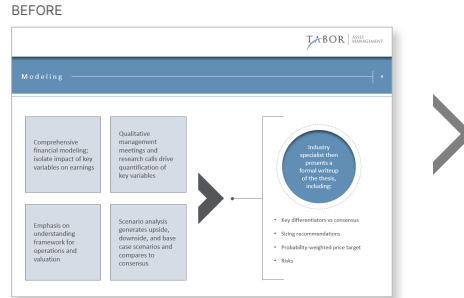 BEFORE
TABOR ASSET
MANAGEMENT
Modeling
Comprehensive
financial modeling;
isolate impact of key
variables on earnings
Qualitative
management
meetings and
research calls drive
quantification of
key variables
Emphasis on
understanding
framework for
operations and
valuation
Scenario analysis
generates upside,
downside, and base
case scenarios and
compares to
consensus
Industry
specialist then
presents a
formal writeup
of the thesis,
including:
• Key differentiators vs consensus
• Sizing recommendations
• Probability-weighted price target
• Risks